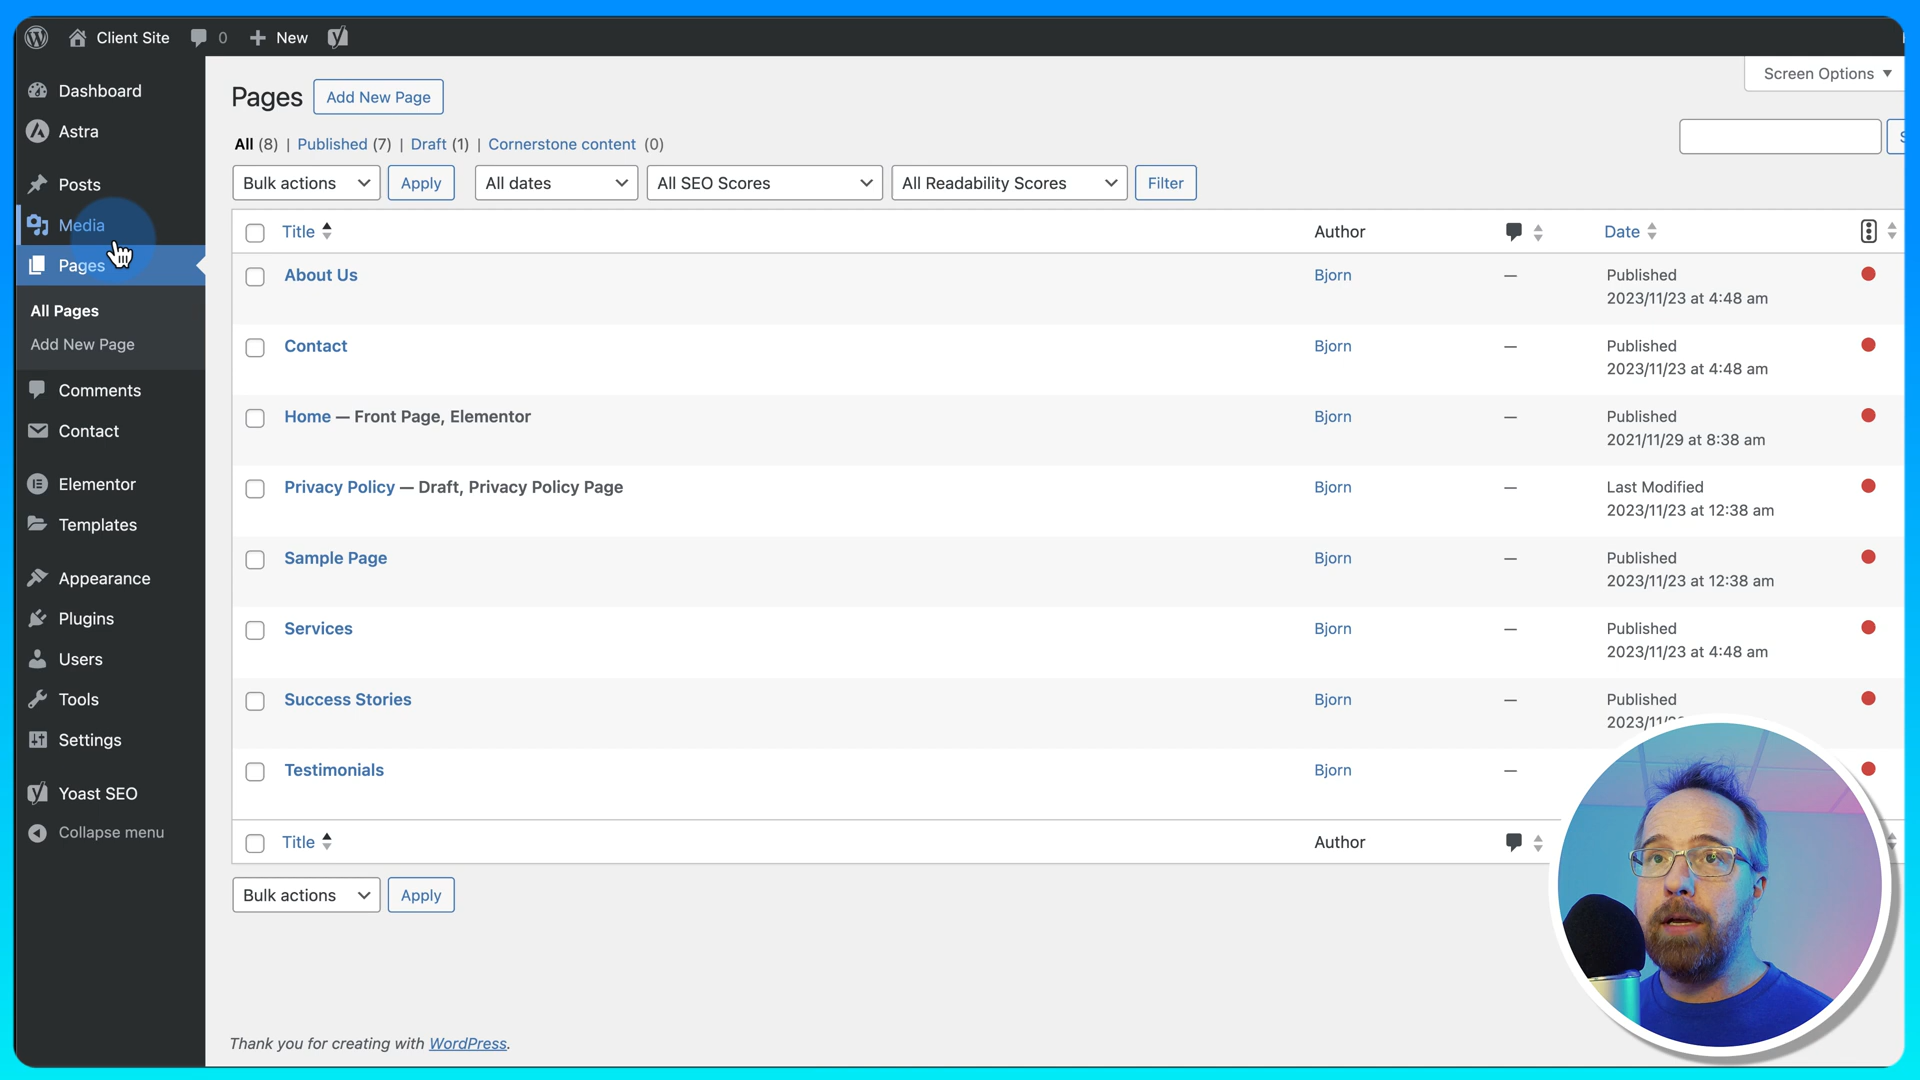 Client Site 0 New
Screen Options
Dashboard
Astra
Posts
Media
Pages
All Pages
Add New Page
Comments
Contact
Elementor
Templates
Appearance
Plugins
Users
Tools
Settings
Yoast SEO
Collapse menu
Pages Add New Page
All (8) | Published (7) | Draft (1) | Cornerstone content (0)
Bulk actions Apply All dates All SEO Scores All Readability Scores Filter
Title Author Date
About Us Bjorn — Published
2023/11/23 at 4:48 am
Contact Bjorn — Published
2023/11/23 at 4:48 am
Home — Front Page, Elementor Bjorn — Published
2021/11/29 at 8:38 am
Privacy Policy — Draft, Privacy Policy Page Bjorn — Last Modified
2023/11/23 at 12:38 am
Sample Page Bjorn — Published
2023/11/23 at 12:38 am
Services Bjorn — Published
2023/11/23 at 4:48 am
Success Stories Bjorn — Published
Testimonials Bjorn —
Title Author
Bulk actions Apply
Thank you for creating with WordPress.